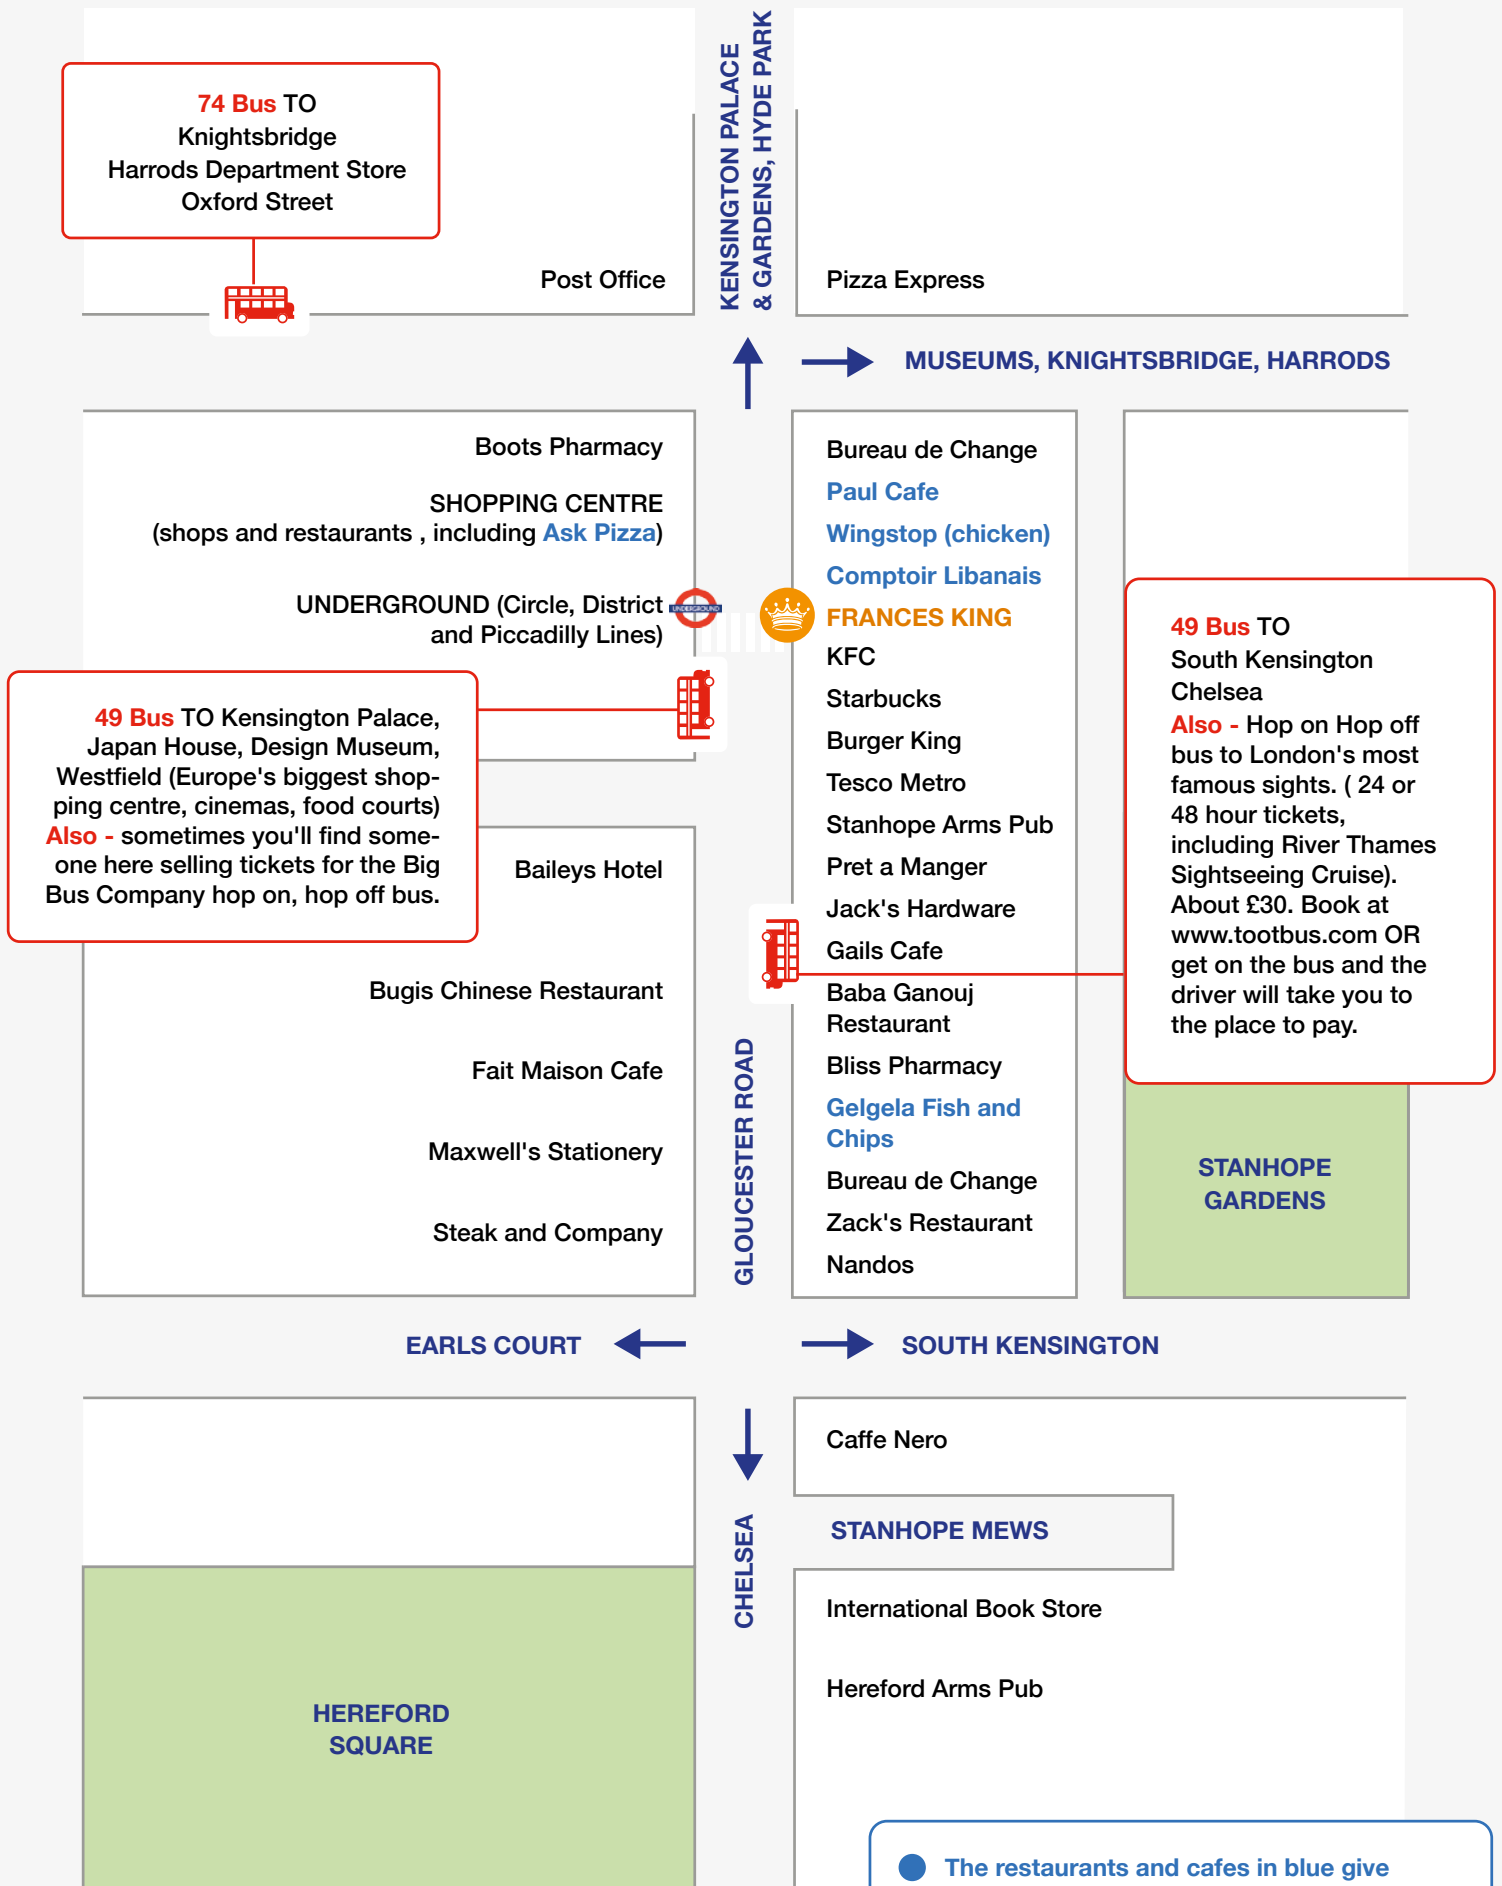 74 Bus TO
Knightsbridge
Harrods Department Store
Oxford Street
Post Office
KENSINGTON PALACE
& GARDENS, HYDE PARK
Pizza Express
MUSEUMS, KNIGHTSBRIDGE, HARRODS
Boots Pharmacy
SHOPPING CENTRE
(shops and restaurants , including Ask Pizza)
UNDERGROUND (Circle, District
and Piccadilly Lines)
UNDERGROUND
49 Bus TO Kensington Palace,
Japan House, Design Museum,
Westfield (Europe's biggest shop-
ping centre, cinemas, food courts)
Also - sometimes you'll find some-
one here selling tickets for the Big
Bus Company hop on, hop off bus.
Baileys Hotel
Bugis Chinese Restaurant
Fait Maison Cafe
Maxwell's Stationery
Steak and Company
GLOUCESTER ROAD
Bureau de Change
Paul Cafe
Wingstop (chicken)
Comptoir Libanais
FRANCES KING
KFC
Starbucks
Burger King
Tesco Metro
Stanhope Arms Pub
Pret a Manger
Jack's Hardware
Gails Cafe
Baba Ganouj
Restaurant
Bliss Pharmacy
Gelgela Fish and
Chips
Bureau de Change
Zack's Restaurant
Nandos
49 Bus TO
South Kensington
Chelsea
Also - Hop on Hop off
bus to London's most
famous sights. ( 24 or
48 hour tickets,
including River Thames
Sightseeing Cruise).
About £30. Book at
www.tootbus.com OR
get on the bus and the
driver will take you to
the place to pay.
STANHOPE
GARDENS
EARLS COURT
SOUTH KENSINGTON
CHELSEA
Caffe Nero
STANHOPE MEWS
International Book Store
Hereford Arms Pub
HEREFORD
SQUARE
The restaurants and cafes in blue give